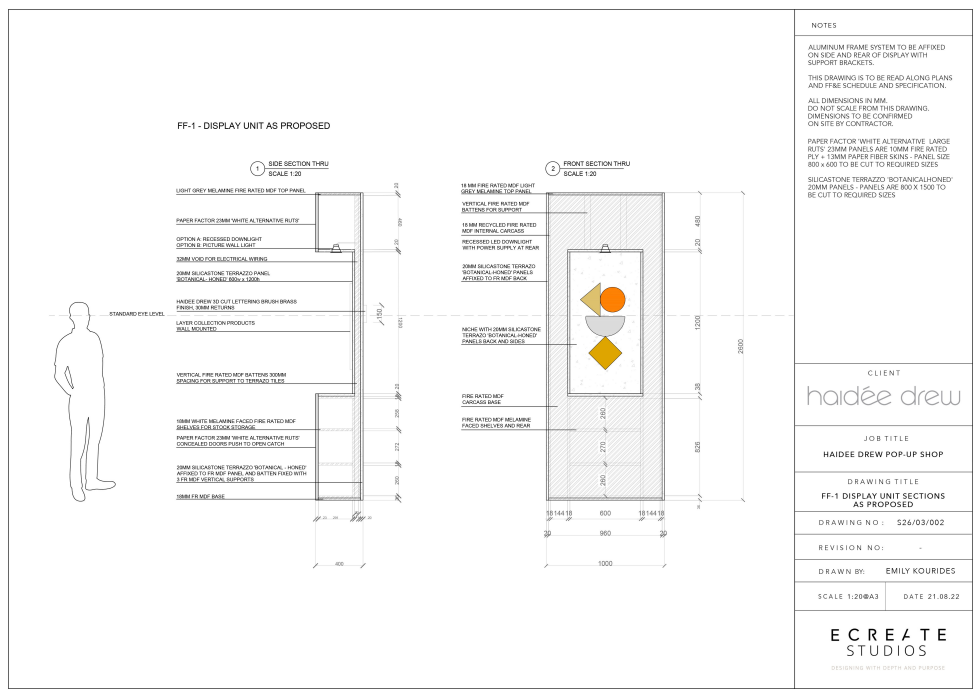 FF-1 - DISPLAY UNIT AS PROPOSED
1
SIDE SECTION THRU
SCALE 1:20
LIGHT GREY MELAMINE FIRE RATED MDF TOP PANEL
PAPER FACTOR 23MM 'WHITE ALTERNATIVE RUTS'
OPTION A: RECESSED DOWNLIGHT
OPTION B: PICTURE WALL LIGHT
32MM VOID FOR ELECTRICAL WIRING
20MM SILICASTONE TERRAZZO PANEL
'BOTANICAL- HONED' 600w x 1200h
HAIDEE DREW 3D CUT LETTERING BRUSH BRASS
FINISH, 30MM RETURNS
STANDARD EYE LEVEL
LAYER COLLECTION PRODUCTS
WALL MOUNTED
VERTICAL FIRE RATED MDF BATTENS 300MM
SPACING FOR SUPPORT TO TERRAZO TILES
18MM WHITE MELAMINE FACED FIRE RATED MDF
SHELVES FOR STOCK STORAGE
PAPER FACTOR 23MM 'WHITE ALTERNATIVE RUTS'
CONCEALED DOORS PUSH TO OPEN CATCH
20MM SILICASTONE TERRAZZO 'BOTANICAL - HONED'
AFFIXED TO FR MDF PANEL AND BATTEN FIXED WITH
3 FR MDF VERTICAL SUPPORTS
18MM FR MDF BASE
20
20
150
20
272
400
2
FRONT SECTION THRU
SCALE 1:20
18 MM FIRE RATED MDF LIGHT
GREY MELAMINE TOP PANEL
VERTICAL FIRE RATED MDF
BATTENS FOR SUPPORT
18 MM RECYCLED FIRE RATED
MDF INTERNAL CARCASS
RECESSED LED DOWNLIGHT
WITH POWER SUPPLY AT REAR
20MM SILICASTONE TERRAZO
'BOTANICAL-HONED' PANELS
AFFIXED TO FR MDF BACK
NICHE WITH 20MM SILICASTONE
TERRAZO 'BOTANICAL-HONED'
PANELS BACK AND SIDES
FIRE RATED MDF
CARCASS BASE
FIRE RATED MDF MELAMINE
FACED SHELVES AND REAR
480
20
1200
2600
38
826
260
270
260
18 144 18 600 18 144 18
20 960 20
1000
NOTES
ALUMINUM FRAME SYSTEM TO BE AFFIXED
ON SIDE AND REAR OF DISPLAY WITH
SUPPORT BRACKETS.
THIS DRAWING IS TO BE READ ALONG PLANS
AND FF&E SCHEDULE AND SPECIFICATION.
ALL DIMENSIONS IN MM.
DO NOT SCALE FROM THIS DRAWING.
DIMENSIONS TO BE CONFIRMED
ON SITE BY CONTRACTOR.
PAPER FACTOR 'WHITE ALTERNATIVE LARGE
RUTS' 23MM PANELS ARE 10MM FIRE RATED
PLY + 13MM PAPER FIBER SKINS - PANEL SIZE
800 x 600 TO BE CUT TO REQUIRED SIZES
SILICASTONE TERRAZZO 'BOTANICALHONED'
20MM PANELS - PANELS ARE 800 X 1500 TO
BE CUT TO REQUIRED SIZES
CLIENT
haidée drew
JOB TITLE
HAIDEE DREW POP-UP SHOP
DRAWING TITLE
FF-1 DISPLAY UNIT SECTIONS
AS PROPOSED
DRAWING NO: S26/03/002
REVISION NO: -
DRAWN BY: EMILY KOURIDES
SCALE 1:20@A3 DATE 21.08.22
ECREATE
STUDIOS
DESIGNING WITH DEPTH AND PURPOSE